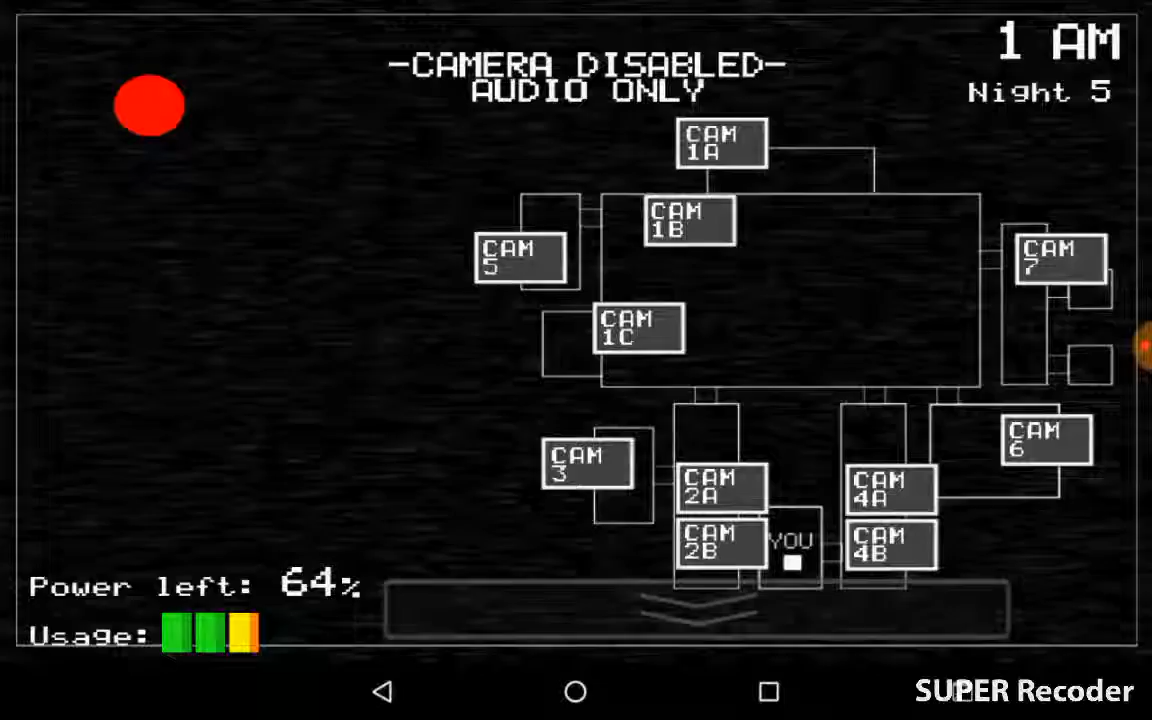 1 AM
Night 5
-CAMERA DISABLED-
AUDIO ONLY
CAM
1A
CAM
1B
CAM
5
CAM
7
CAM
1C
CAM
6
CAM
3
CAM
2A
CAM
4A
CAM
2B
YOU
CAM
4B
Power left: 64%
Usage:
SUPER Recoder